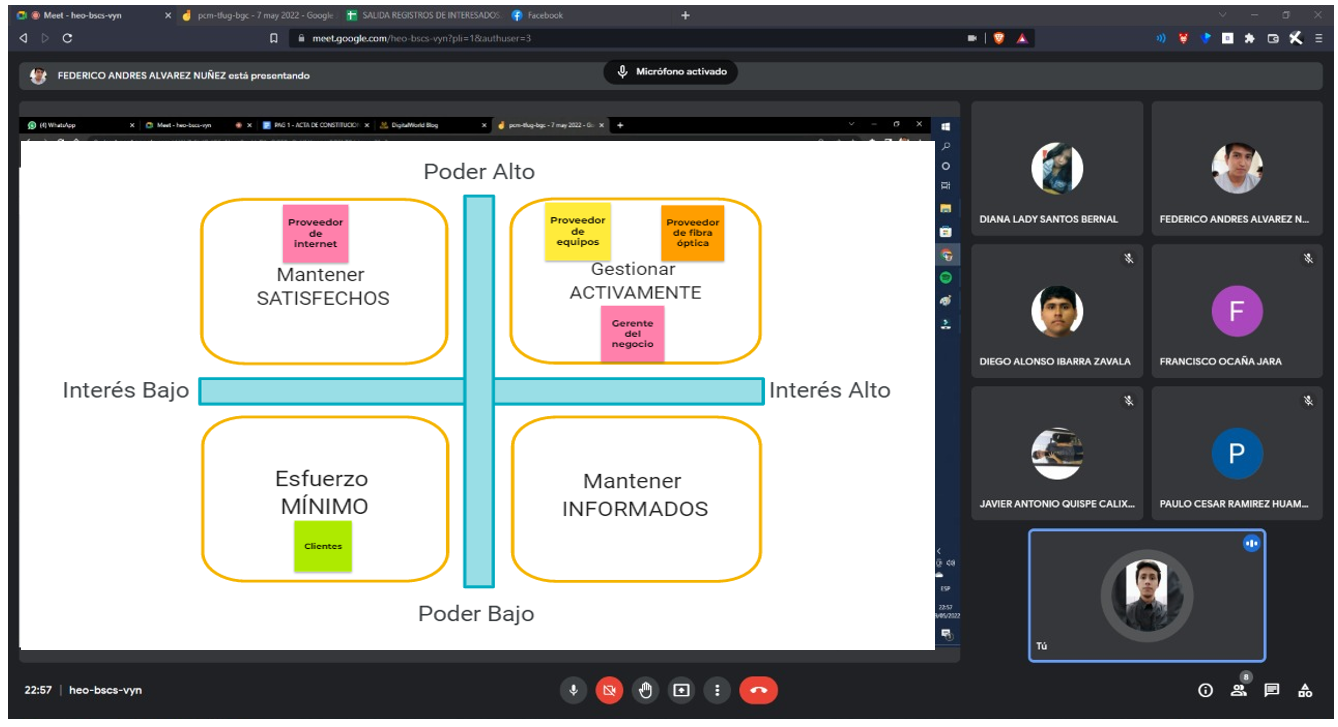 Meet - heo-bscs-vyn
pcm-tfug-bgc - 7 may 2022 - Google
SALIDA REGISTROS DE INTERESADOS.
Facebook
meet.google.com/heo-bscs-vyn?pli=1&authuser=3
FEDERICO ANDRES ALVAREZ NUÑEZ está presentando
Micrófono activado
(4) WhatsApp
Meet - heo-bscs-vyn
PAG 1 - ACTA DE CONSTITUCIO
DigitalWorld Blog
pcm-tfug-bgc - 7 may 2022 - Go
Poder Alto
Proveedor
de
internet
Mantener
SATISFECHOS
Proveedor
de
equipos
Proveedor
de fibra
óptica
Gestionar
ACTIVAMENTE
Gerente
del
negocio
Interés Bajo
Interés Alto
Esfuerzo
MÍNIMO
Clientes
Mantener
INFORMADOS
Poder Bajo
ESP
22:57
DIANA LADY SANTOS BERNAL
FEDERICO ANDRES ALVAREZ N...
DIEGO ALONSO IBARRA ZAVALA
F
FRANCISCO OCAÑA JARA
JAVIER ANTONIO QUISPE CALIX...
P
PAULO CESAR RAMIREZ HUAM...
Tú
22:57 | heo-bscs-vyn
8